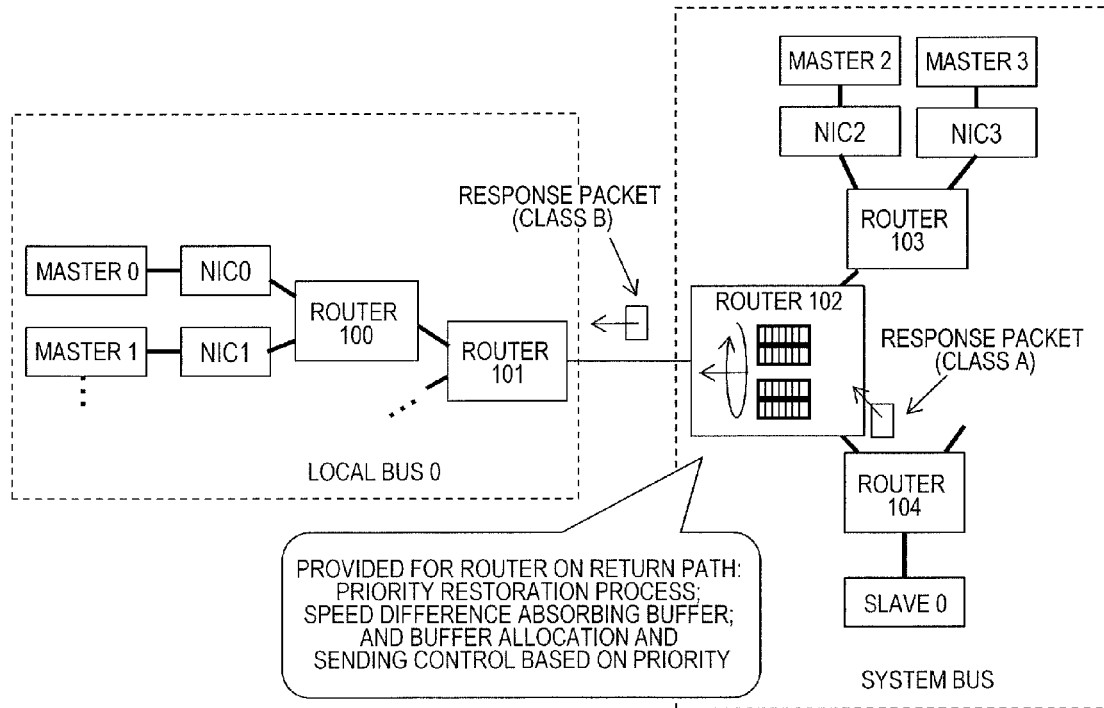 MASTER 2
MASTER 3
NIC2
NIC3
ROUTER
103
RESPONSE PACKET
(CLASS B)
MASTER 0
NIC0
ROUTER
100
MASTER 1
NIC1
ROUTER
101
ROUTER 102
RESPONSE PACKET
(CLASS A)
LOCAL BUS 0
ROUTER
104
PROVIDED FOR ROUTER ON RETURN PATH:
PRIORITY RESTORATION PROCESS;
SPEED DIFFERENCE ABSORBING BUFFER;
AND BUFFER ALLOCATION AND
SENDING CONTROL BASED ON PRIORITY
SLAVE 0
SYSTEM BUS